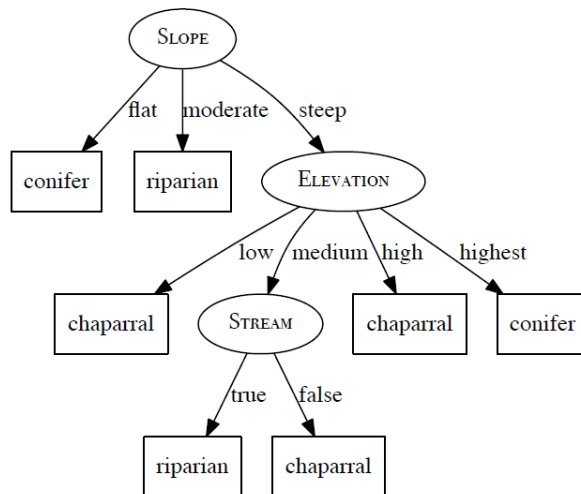 SLOPE
flat moderate steep
conifer riparian
ELEVATION
low medium high highest
chaparral STREAM chaparral conifer
true false
riparian chaparral